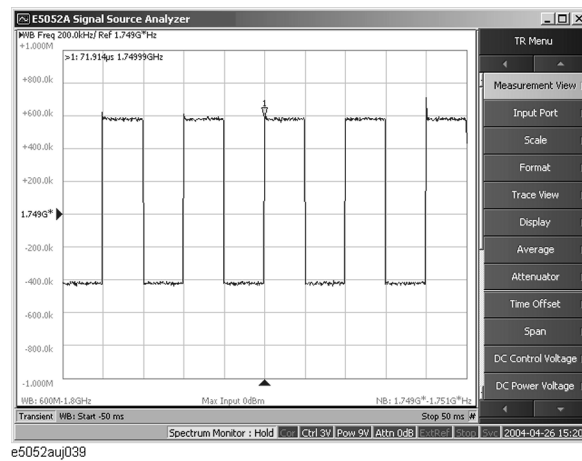 E5052A Signal Source Analyzer
WB Freq 200.0kHz/ Ref 1.749G*Hz
+1.000M
>1: 71.914µs 1.74999GHz
+800.0k
1
+600.0k
+400.0k
+200.0k
1.749G*
-200.0k
-400.0k
-600.0k
-800.0k
-1.000M
WB: 600M-1.8GHz Max Input 0dBm NB: 1.749G*-1.751G*Hz
Transient WB: Start -50 ms Stop 50 ms #
Spectrum Monitor : Hold Cor Ctrl 3V Pow 9V Attn 0dB ExtRef Stop Svc 2004-04-26 15:20
TR Menu
Measurement View
Input Port
Scale
Format
Trace View
Display
Average
Attenuator
Time Offset
Span
DC Control Voltage
DC Power Voltage
e5052auj039